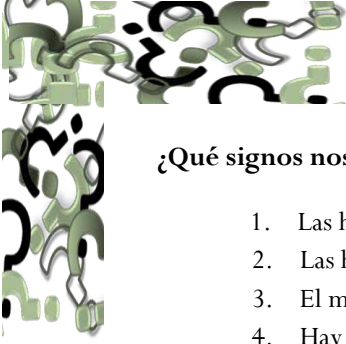 ¿Qué signos nos
1. Las h
2. Las h
3. El m
4. Hay